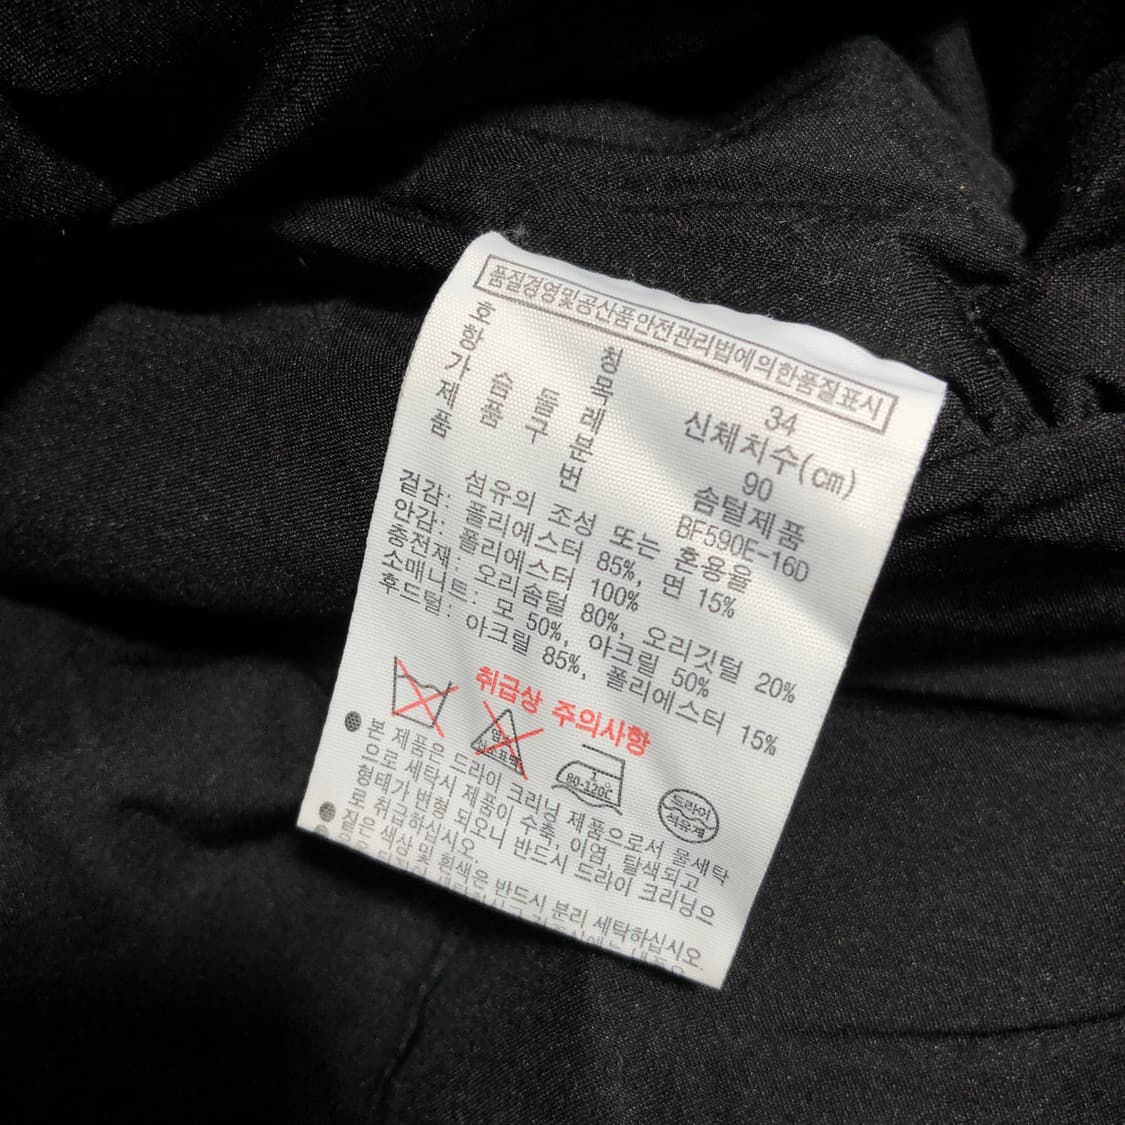 품질경영및공산품안전관리법에의한품질표시
34
신체치수(cm)
90
솜털제품
BF590E-16D
섬유의 조성 또는 혼용율
겉감: 폴리에스터 85%, 면 15%
안감: 폴리에스터 100%
충전재: 오리솜털 80%, 오리깃털 20%
소매니트: 모 50%, 아크릴 50%
후드털: 아크릴 85%, 폴리에스터 15%
취급상 주의사항
80-120℃
드라이
석유계
본 제품은 드라이 크리닝 제품으로서 물세탁
으로 세탁시 제품이 수축, 이염, 탈색되고
형태가 변형 되오니 반드시 드라이 크리닝으
로 취급하십시오.
짙은 색상 및 흰색은 반드시 분리 세탁하십시오.